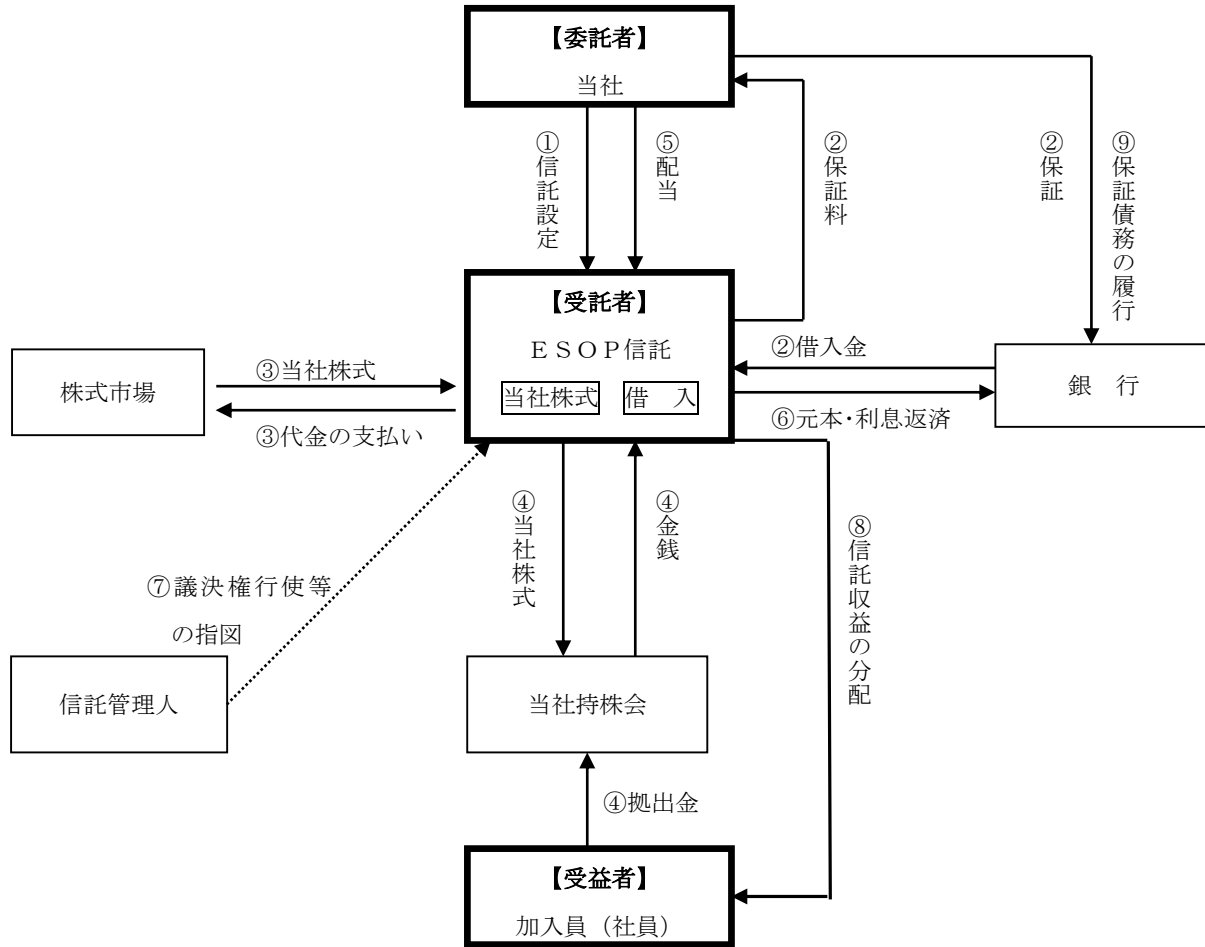 【委託者】
当社
①信託設定
⑤配当
②保証料
②保証
⑨保証債務の履行
【受託者】
ESOP信託
当社株式 借 入
株式市場
③当社株式
③代金の支払い
②借入金
⑥元本・利息返済
銀 行
④当社株式
④金銭
⑧信託収益の分配
⑦議決権行使等
の指図
信託管理人
当社持株会
④拠出金
【受益者】
加入員（社員）